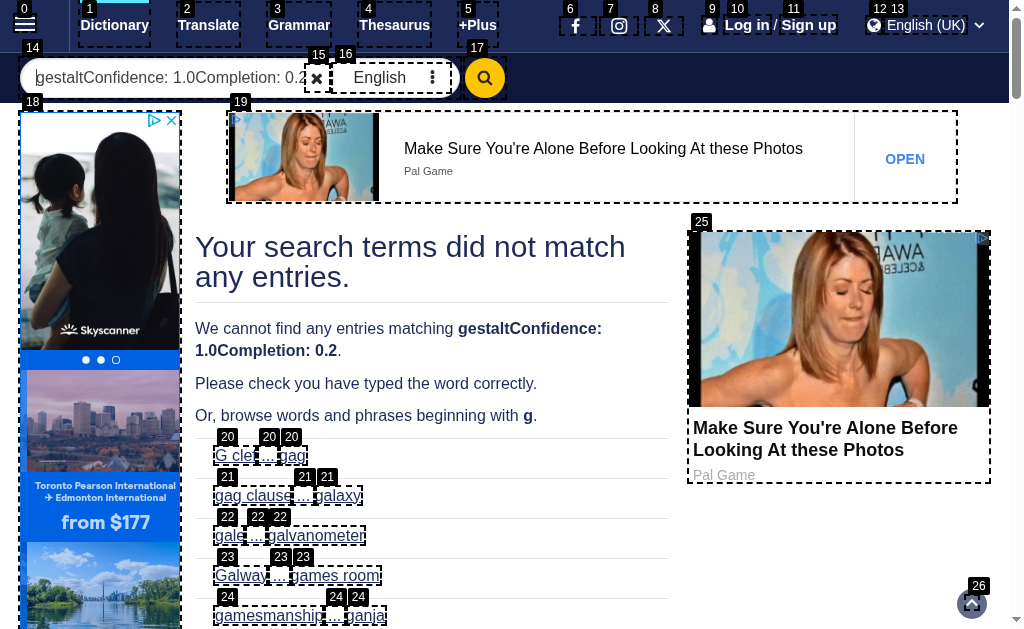 0 1 2 3 4 5 6 7 8 9 10 11 12 13
Dictionary Translate Grammar Thesaurus +Plus Log in / Sign up English (UK)
14 15 16 17
gestaltConfidence: 1.0Completion: 0.2 English
18 19
Make Sure You're Alone Before Looking At these Photos
Pal Game
OPEN
Skyscanner
Toronto Pearson International
✈ Edmonton International
from $177
Your search terms did not match
any entries.
We cannot find any entries matching gestaltConfidence:
1.0Completion: 0.2.
Please check you have typed the word correctly.
Or, browse words and phrases beginning with g.
20 20 20
G clef ... gag
21 21 21
gag clause ... galaxy
22 22 22
gale ... galvanometer
23 23 23
Galway ... games room
24 24 24
gamesmanship ... ganja
25
AWA
&CELEB
Make Sure You're Alone Before
Looking At these Photos
Pal Game
26